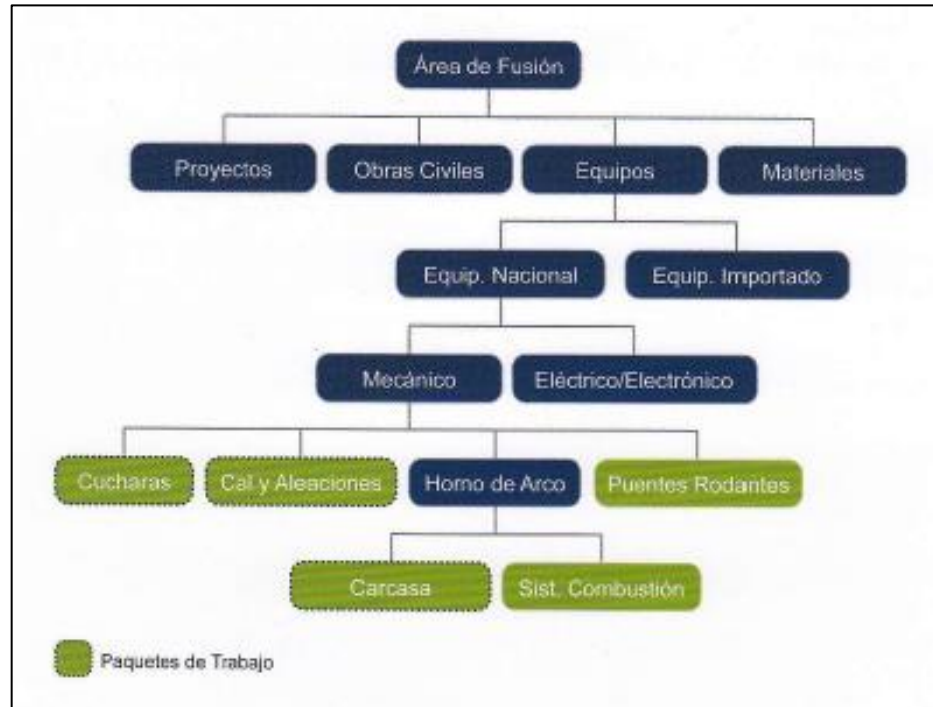 Área de Fusión
Proyectos
Obras Civiles
Equipos
Materiales
Equip. Nacional
Equip. Importado
Mecánico
Eléctrico/Electrónico
Cucharas
Cal y Aleaciones
Horno de Arco
Puentes Rodantes
Carcasa
Sist. Combustión
Paquetes de Trabajo